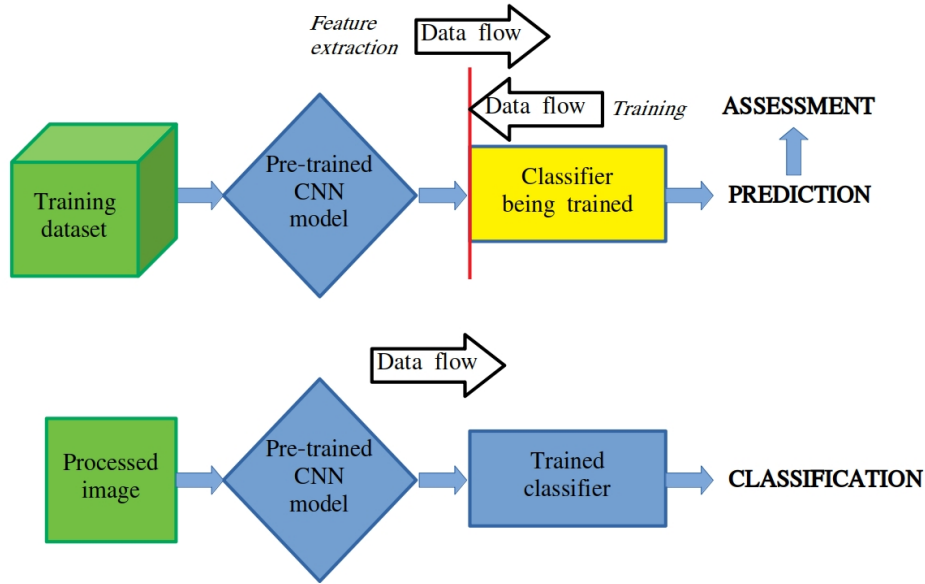 Feature
extraction
Data flow
Data flow
Training
ASSESSMENT
Training
dataset
Pre-trained
CNN
model
Classifier
being trained
PREDICTION
Data flow
Processed
image
Pre-trained
CNN
model
Trained
classifier
CLASSIFICATION